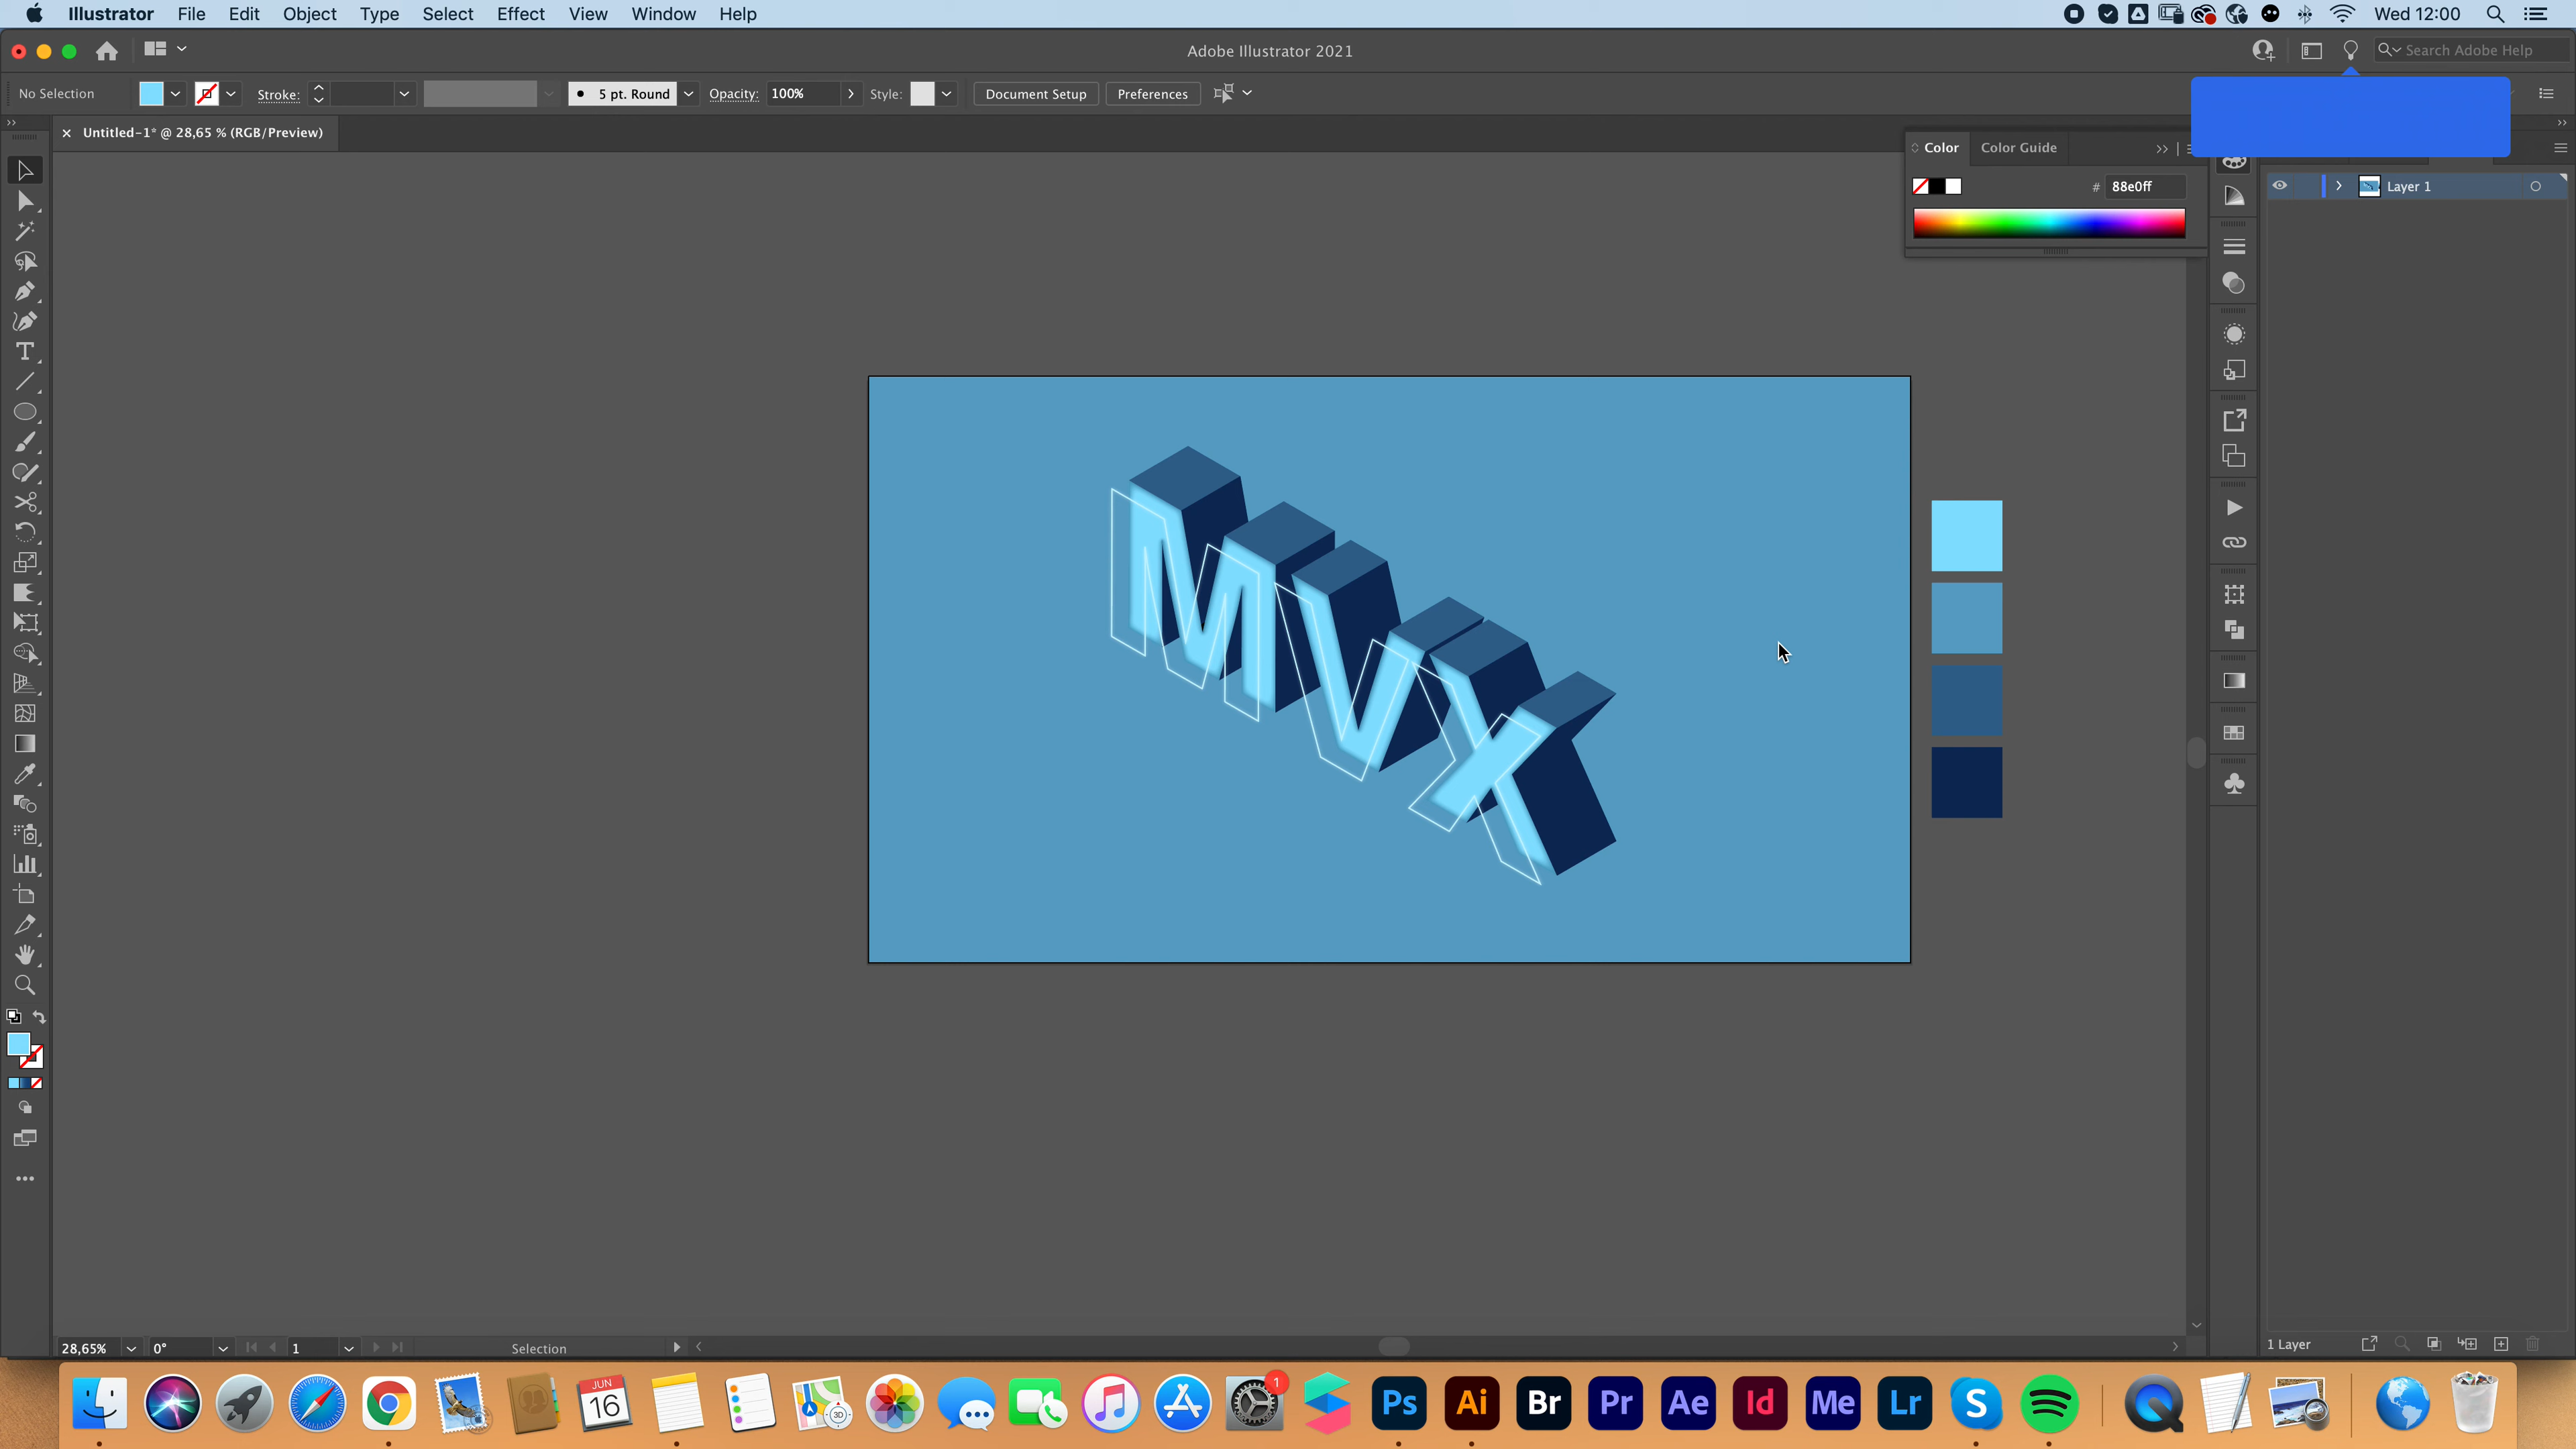 Illustrator File Edit Object Type Select Effect View Window Help Wed 12:00
Adobe Illustrator 2021 Search Adobe Help
No Selection Stroke: 5 pt. Round Opacity: 100% Style: Document Setup Preferences
Untitled-1* @ 28,65 % (RGB/Preview)
Color Color Guide
# 88e0ff
Layer 1
MVX
28,65% 0° 1 Selection
1 Layer
JUN
16
3D
1
Ps Ai Br Pr Ae Id Me Lr S